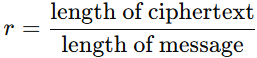 r = length of ciphertext
length of message